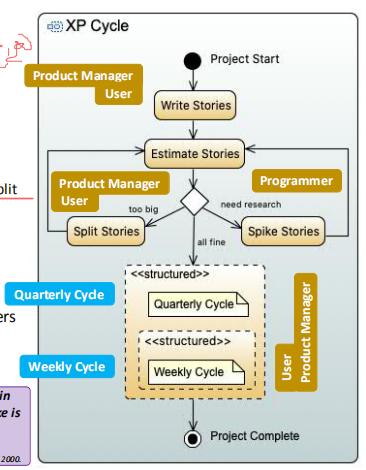 XP Cycle
Project Start
Product Manager
User
Write Stories
Estimate Stories
plit
Product Manager
User
Programmer
too big
need research
Split Stories
Spike Stories
all fine
<<structured>>
Quarterly Cycle
Quarterly Cycle
ers
<<structured>>
Weekly Cycle
Weekly Cycle
User
Product Manager
in
e is
2000.
Project Complete